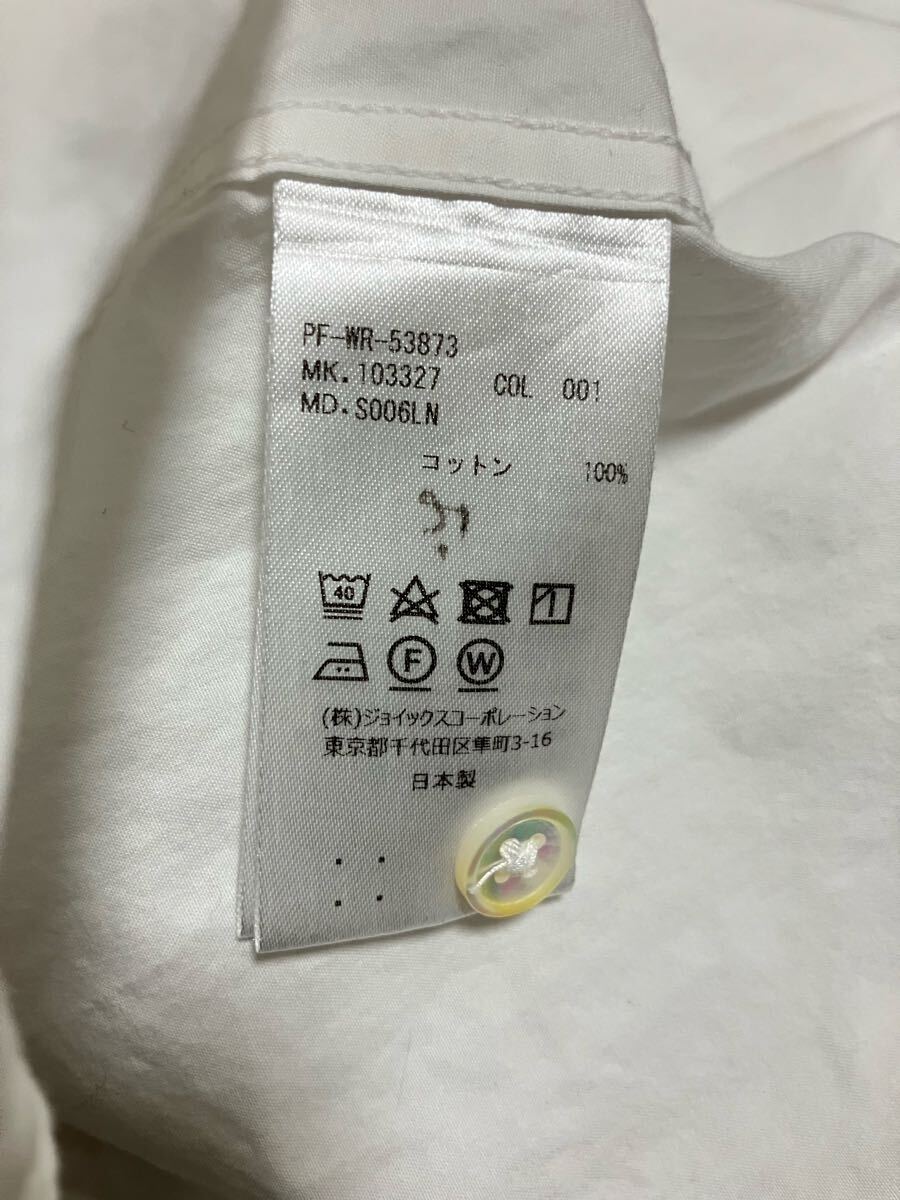 PF-WR-53873
MK.103327 COL 001
MD.S006LN
コットン 100%
40
F W
(株)ジョイックスコーポレーション
東京都千代田区隼町3-16
日本製